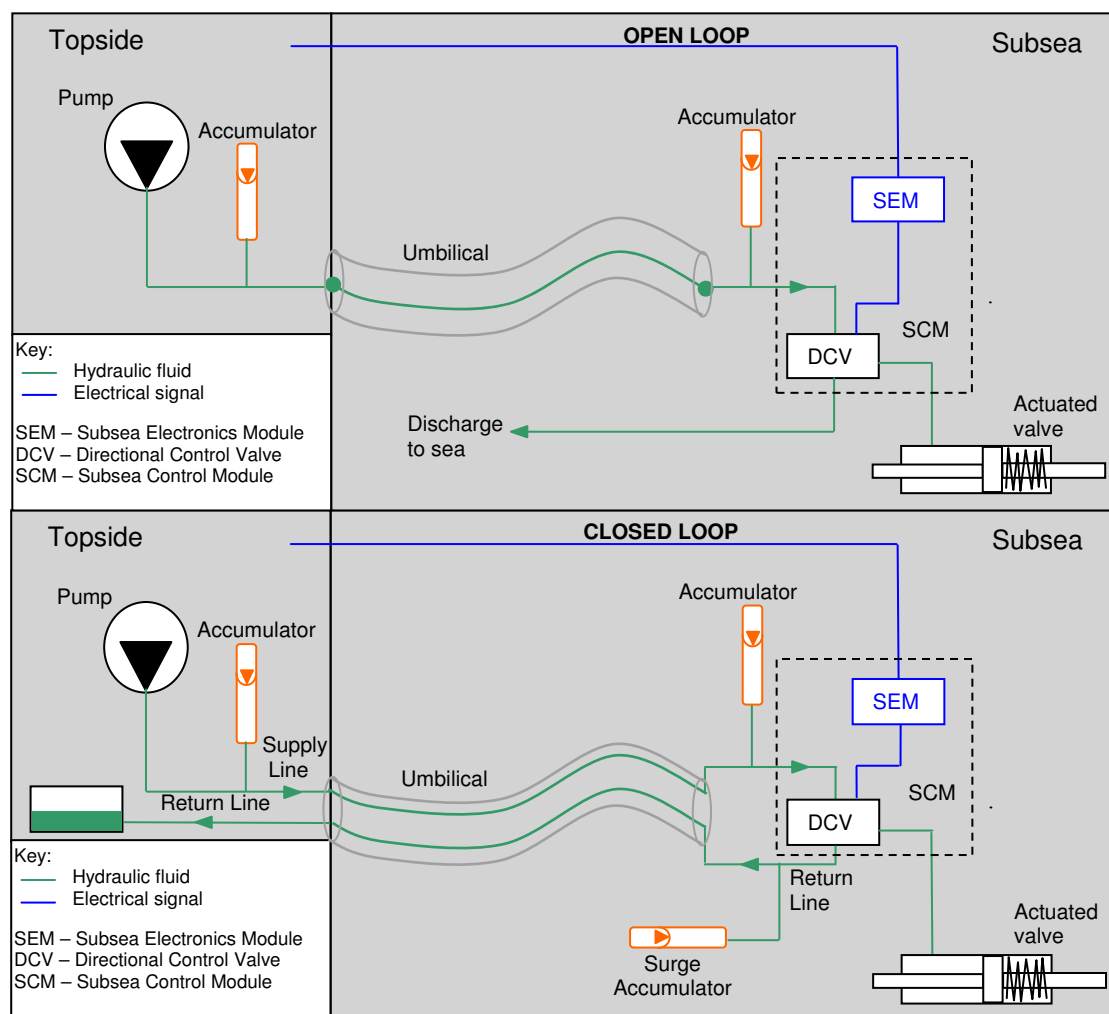 Topside
OPEN LOOP
Subsea
Pump
Accumulator
Accumulator
SEM
Umbilical
SCM
DCV
Key:
Hydraulic fluid
Electrical signal
SEM – Subsea Electronics Module
DCV – Directional Control Valve
SCM – Subsea Control Module
Discharge
to sea
Actuated
valve
Topside
CLOSED LOOP
Subsea
Pump
Accumulator
Accumulator
SEM
Supply
Line
Umbilical
Return Line
SCM
DCV
Key:
Hydraulic fluid
Electrical signal
SEM – Subsea Electronics Module
DCV – Directional Control Valve
SCM – Subsea Control Module
Return
Line
Surge
Accumulator
Actuated
valve